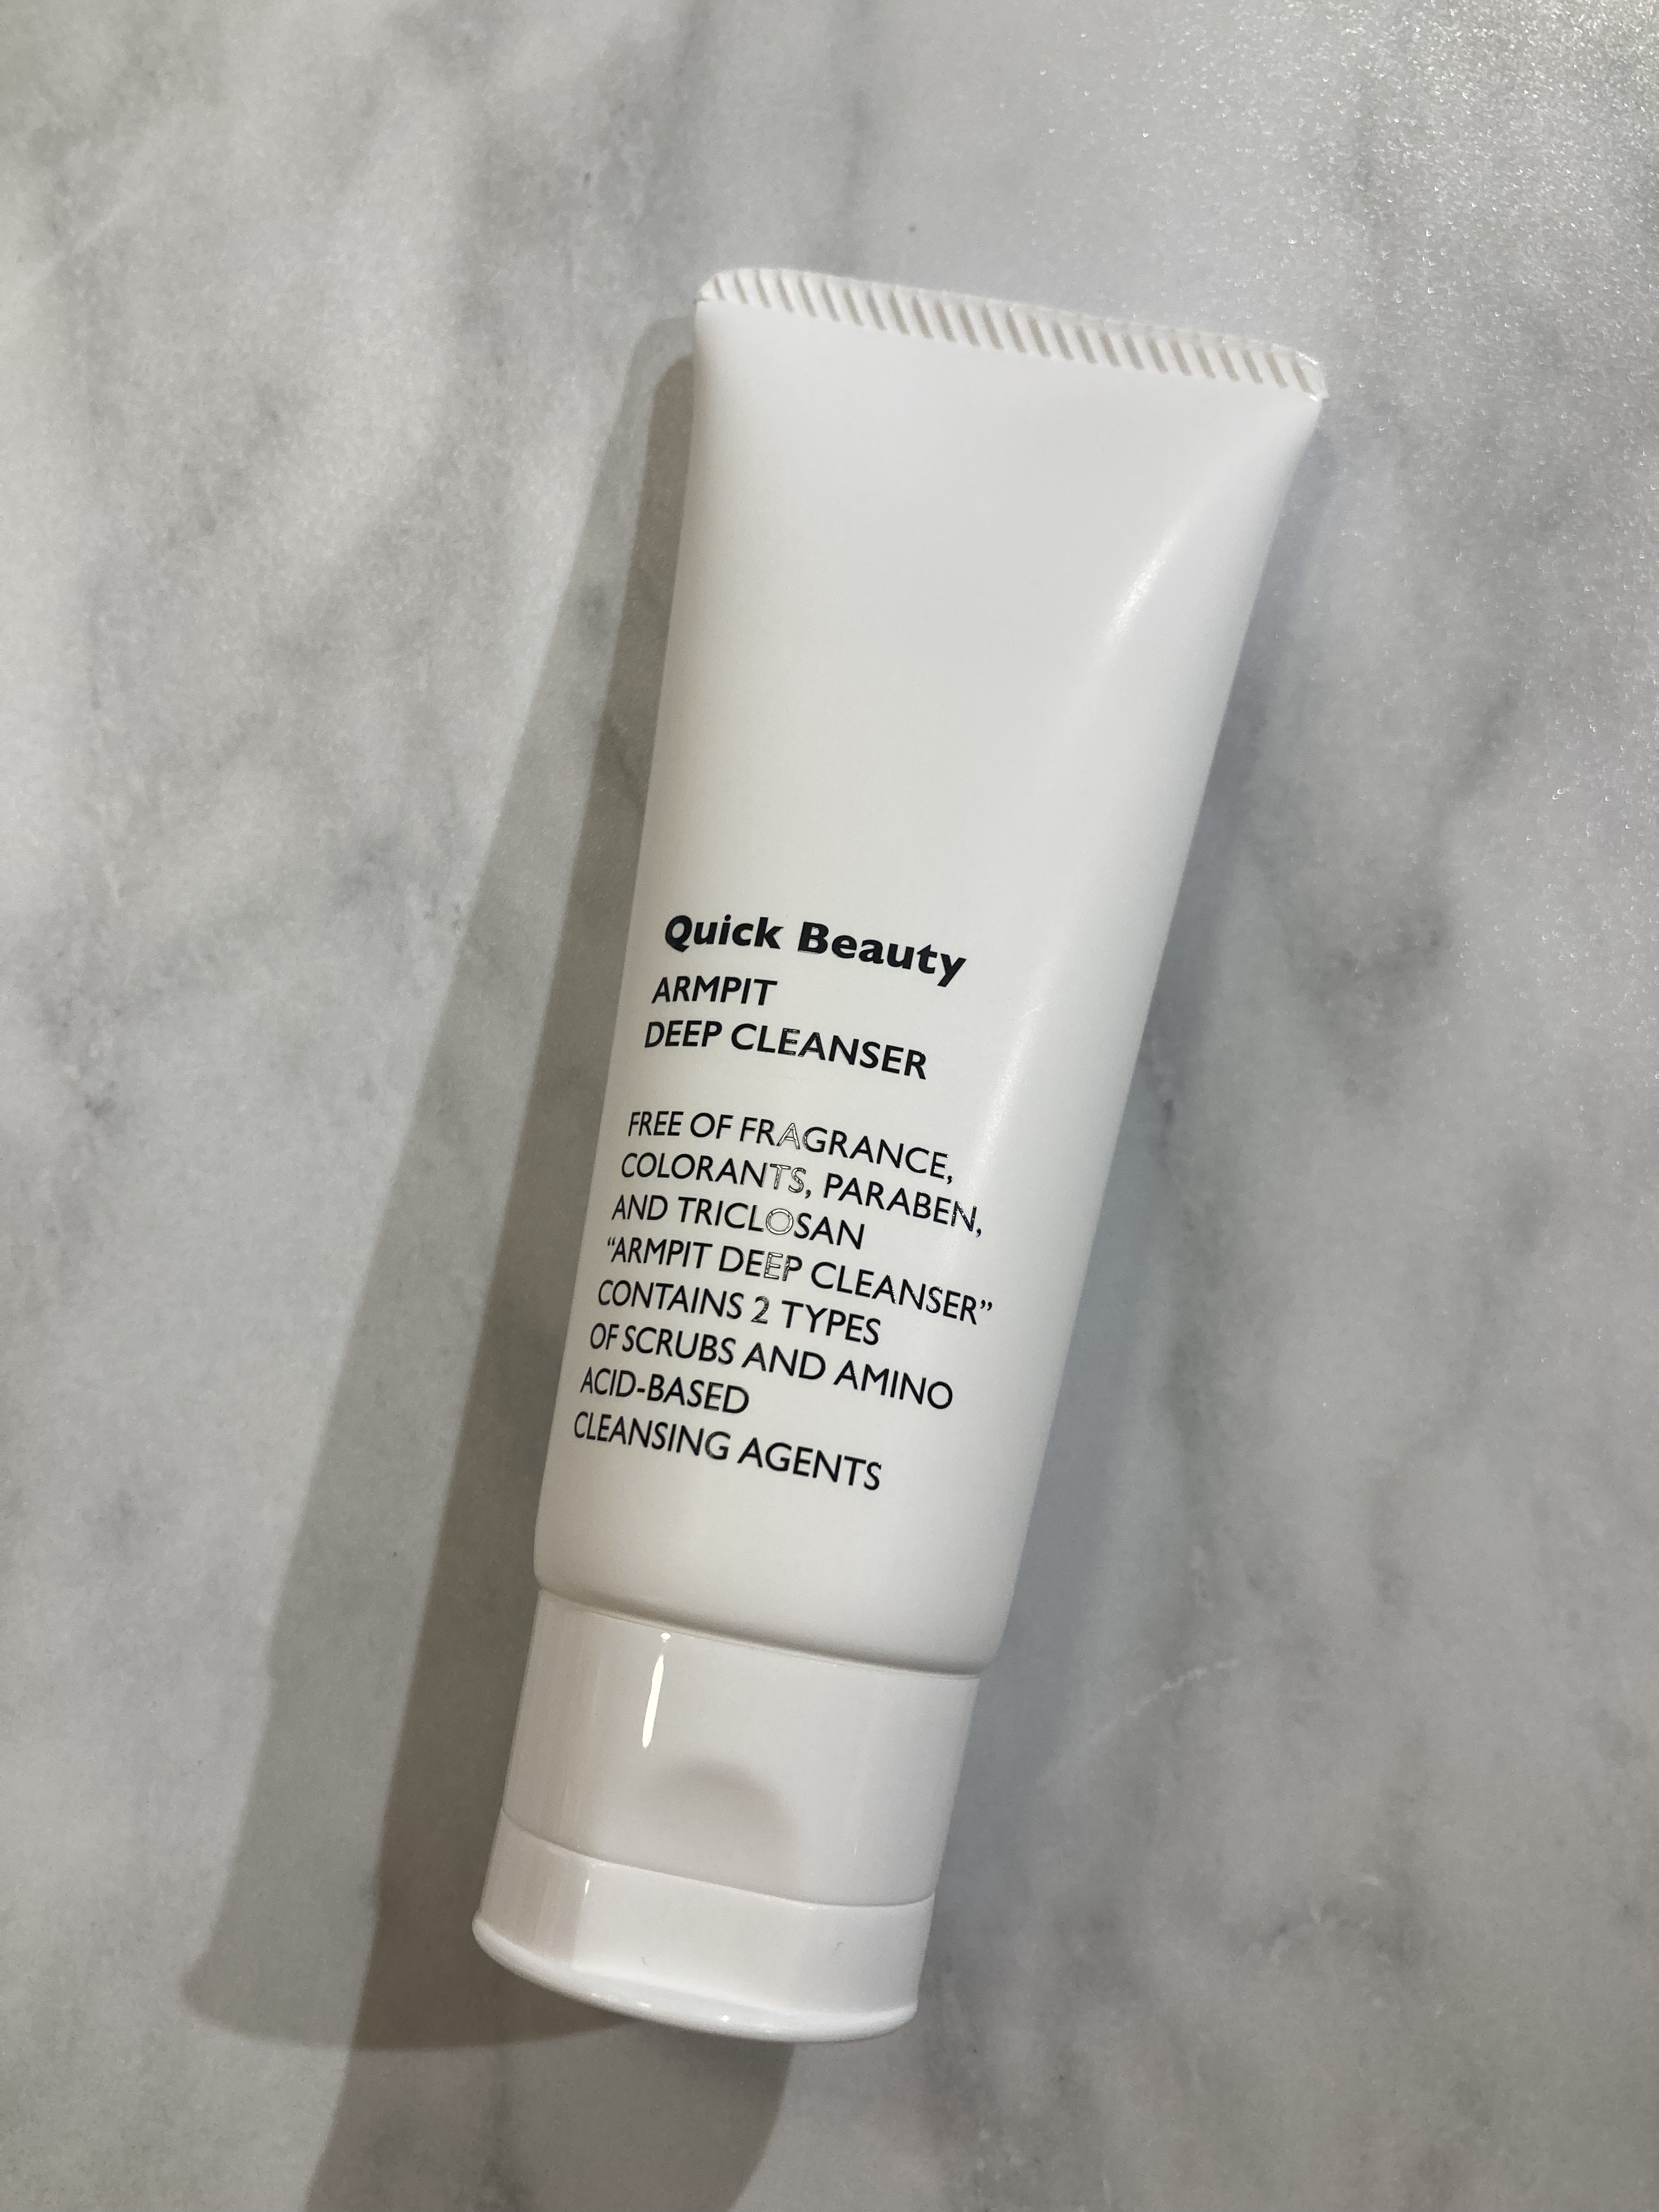 Quick Beauty
ARMPIT
DEEP CLEANSER
FREE OF FRAGRANCE,
COLORANTS, PARABEN,
AND TRICLOSAN
“ARMPIT DEEP CLEANSER”
CONTAINS 2 TYPES
OF SCRUBS AND AMINO
ACID-BASED
CLEANSING AGENTS